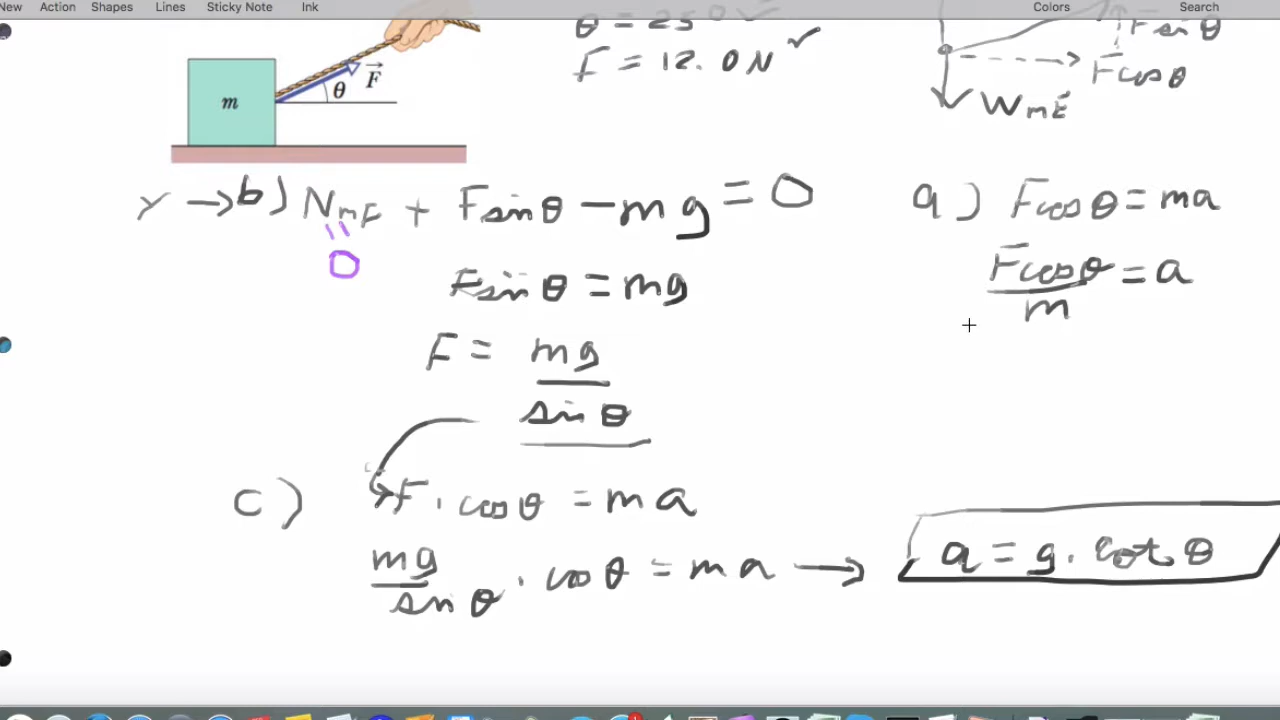 New Action Shapes Lines Sticky Note Ink Colors Search
θ = 25.0 ✓
F = 12.0N ✓
F sin θ
F cos θ
W mE
m
F
θ
Y → b) N mF + F sin θ − mg = 0
0
F sin θ = mg
F = mg / sin θ
a) F cos θ = ma
F cos θ / m = a
c) F · cos θ = ma
mg / sin θ · cos θ = ma → a = g · cot θ